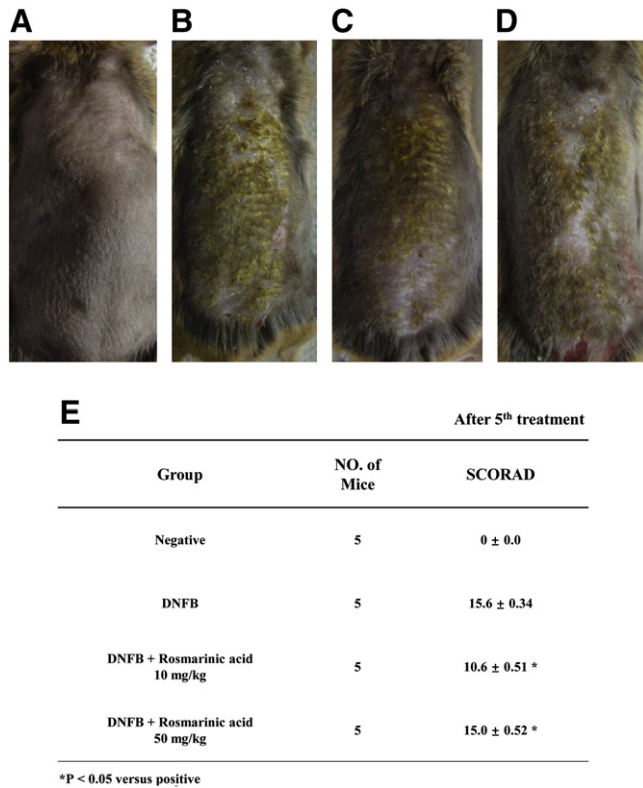 A B C D
E After 5th treatment
Group NO. of Mice SCORAD
Negative 5 0 ± 0.0
DNFB 5 15.6 ± 0.34
DNFB + Rosmarinic acid 10 mg/kg 5 10.6 ± 0.51 *
DNFB + Rosmarinic acid 50 mg/kg 5 15.0 ± 0.52 *
*P < 0.05 versus positive